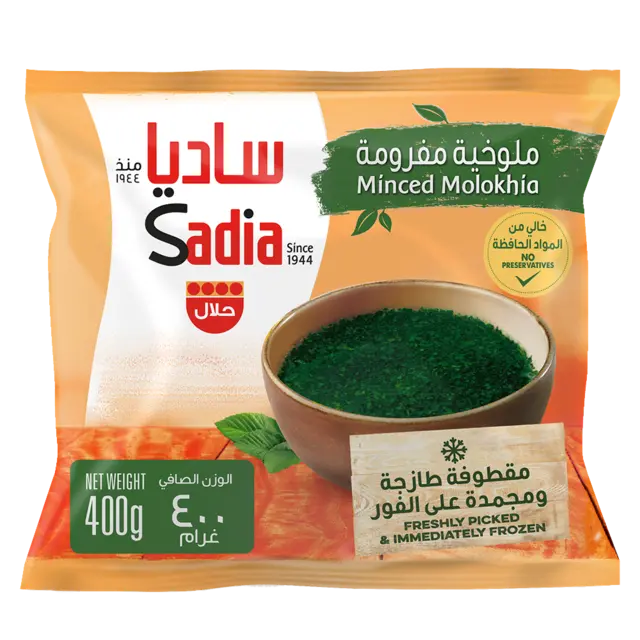 ساديا
منذ
١٩٤٤
Sadia
Since
1944
حلال
ملوخية مفرومة
Minced Molokhia
خالي من
المواد الحافظة
NO
PRESERVATIVES
مقطوفة طازجة
ومجمدة على الفور
FRESHLY PICKED
& IMMEDIATELY FROZEN
NET WEIGHT
400g
الوزن الصافي
٤٠٠
غرام